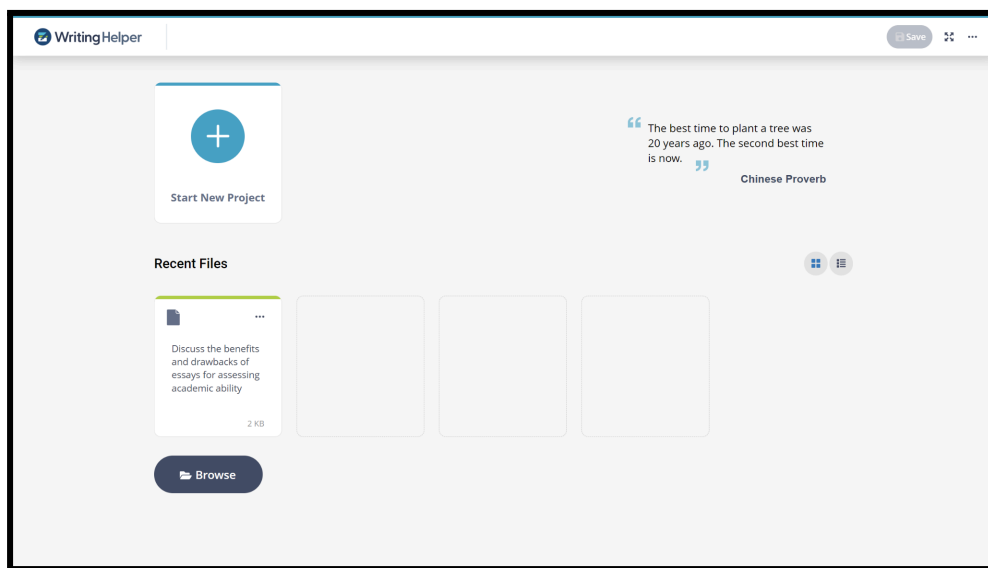 WritingHelper
Save
Start New Project
The best time to plant a tree was
20 years ago. The second best time
is now.
Chinese Proverb
Recent Files
Discuss the benefits
and drawbacks of
essays for assessing
academic ability
2 KB
Browse